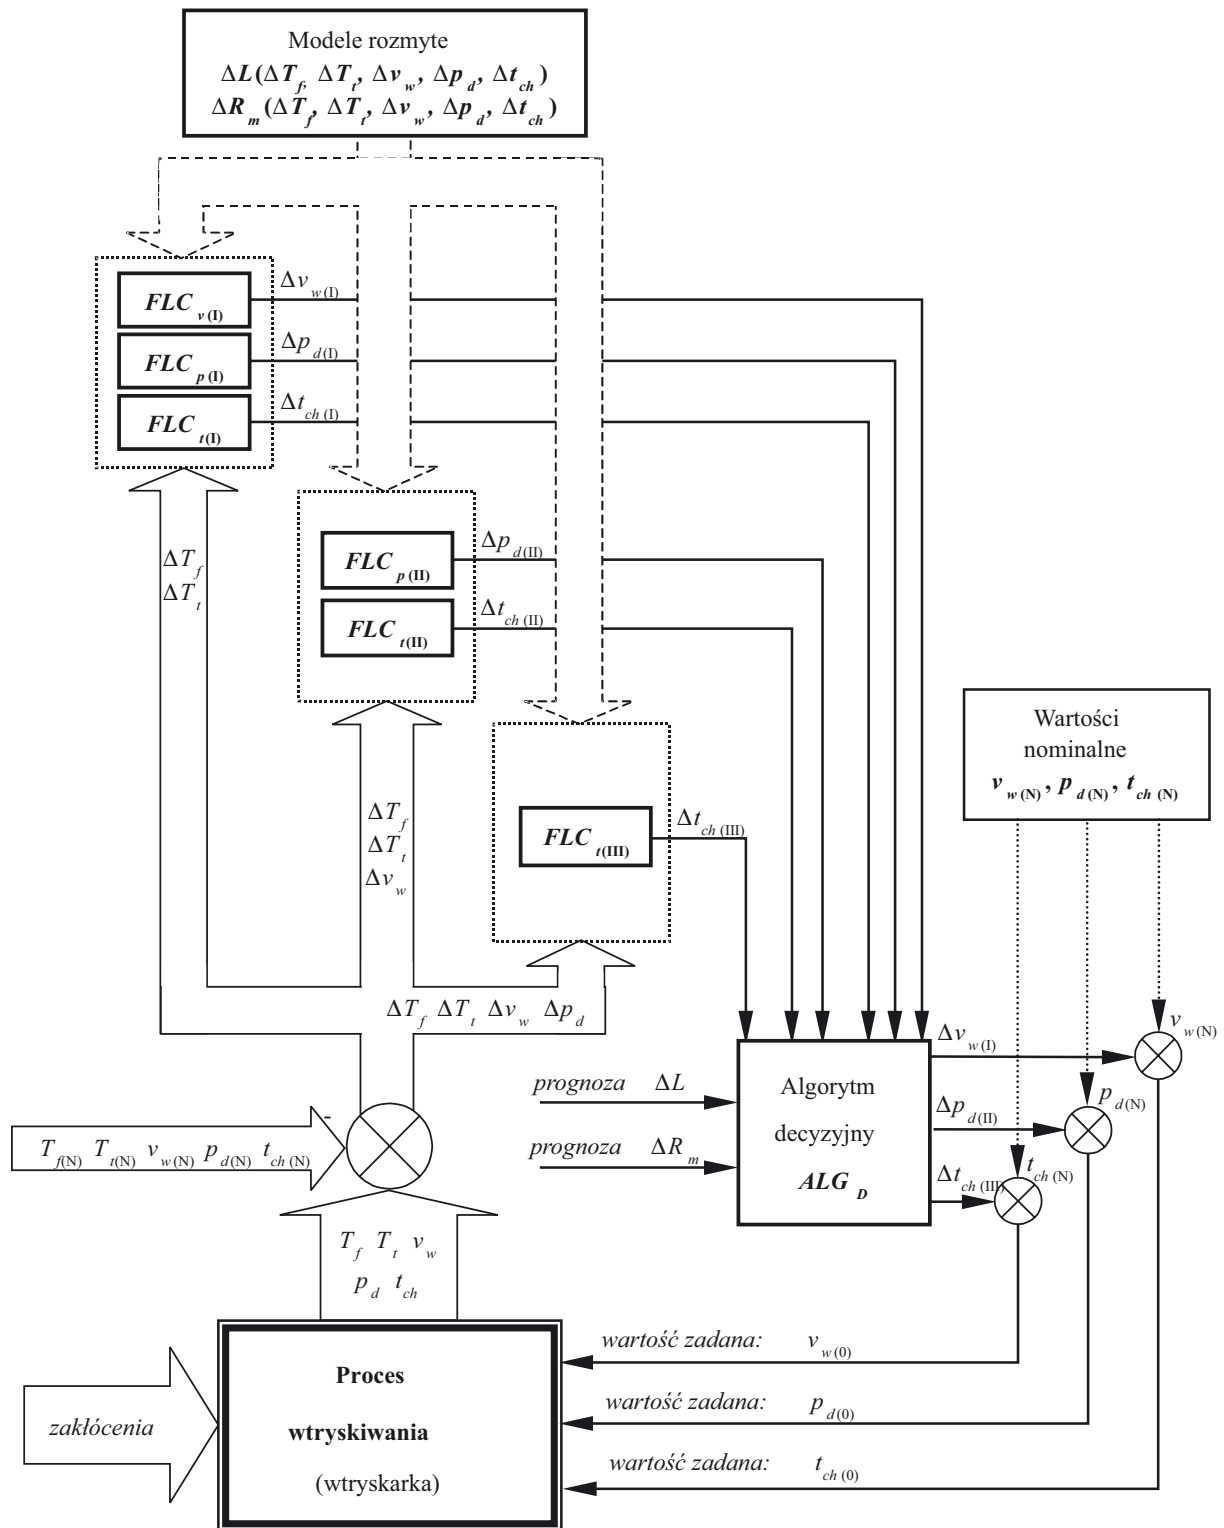 Modele rozmyte
ΔL(ΔT_f, ΔT_t, Δv_w, Δp_d, Δt_ch)
ΔR_m(ΔT_f, ΔT_t, Δv_w, Δp_d, Δt_ch)
FLC_v(I)
Δv_w(I)
FLC_p(I)
Δp_d(I)
FLC_t(I)
Δt_ch(I)
ΔT_f
ΔT_t
FLC_p(II)
Δp_d(II)
FLC_t(II)
Δt_ch(II)
Wartości
nominalne
v_w(N), p_d(N), t_ch(N)
ΔT_f
ΔT_t
Δv_w
FLC_t(III)
Δt_ch(III)
ΔT_f ΔT_t Δv_w Δp_d
Algorytm
decyzyjny
ALG_D
prognoza ΔL
prognoza ΔR_m
Δv_w(I)
v_w(N)
Δp_d(II)
p_d(N)
Δt_ch(III)
t_ch(N)
-
T_f(N) T_t(N) v_w(N) p_d(N) t_ch(N)
T_f T_t v_w
p_d t_ch
Proces
wtryskiwania
(wtryskarka)
zakłócenia
wartość zadana: v_w(0)
wartość zadana: p_d(0)
wartość zadana: t_ch(0)